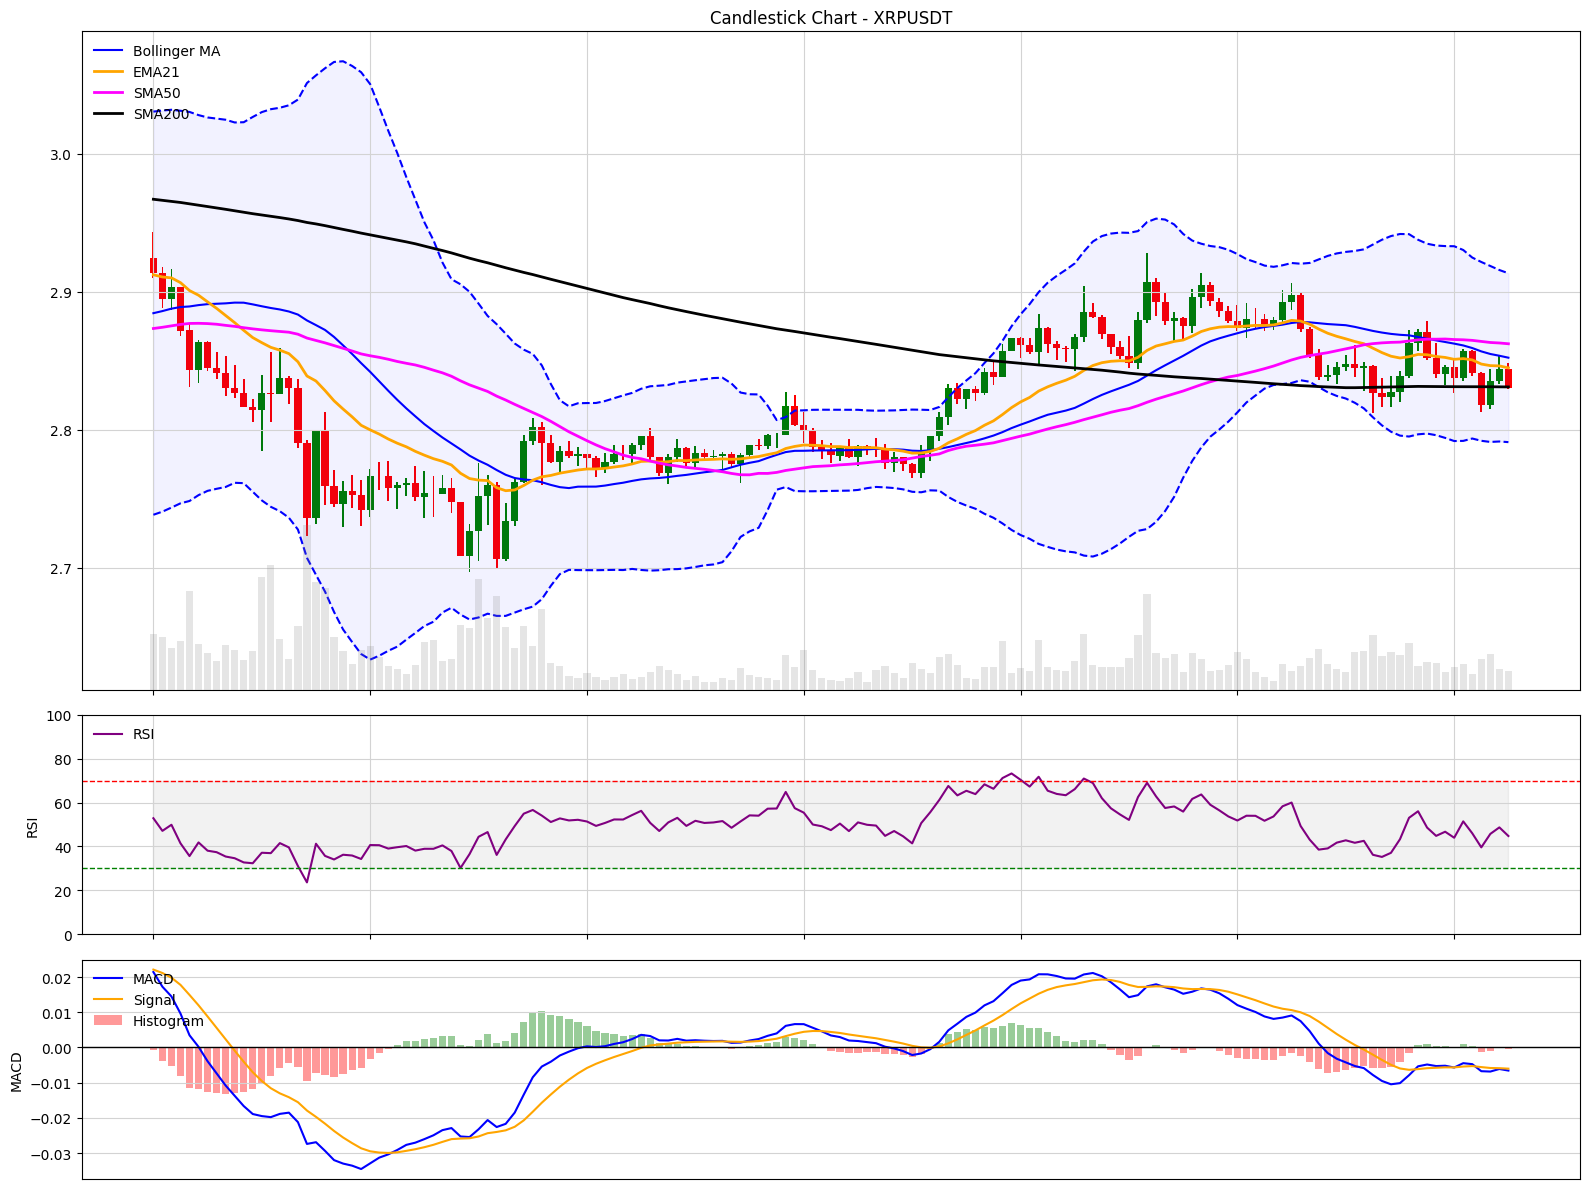 Candlestick Chart - XRPUSDT
Bollinger MA
EMA21
SMA50
SMA200
3.0
2.9
2.8
2.7
RSI
100
80
60
40
20
0
RSI
MACD
Signal
Histogram
0.02
0.01
0.00
−0.01
−0.02
−0.03
MACD